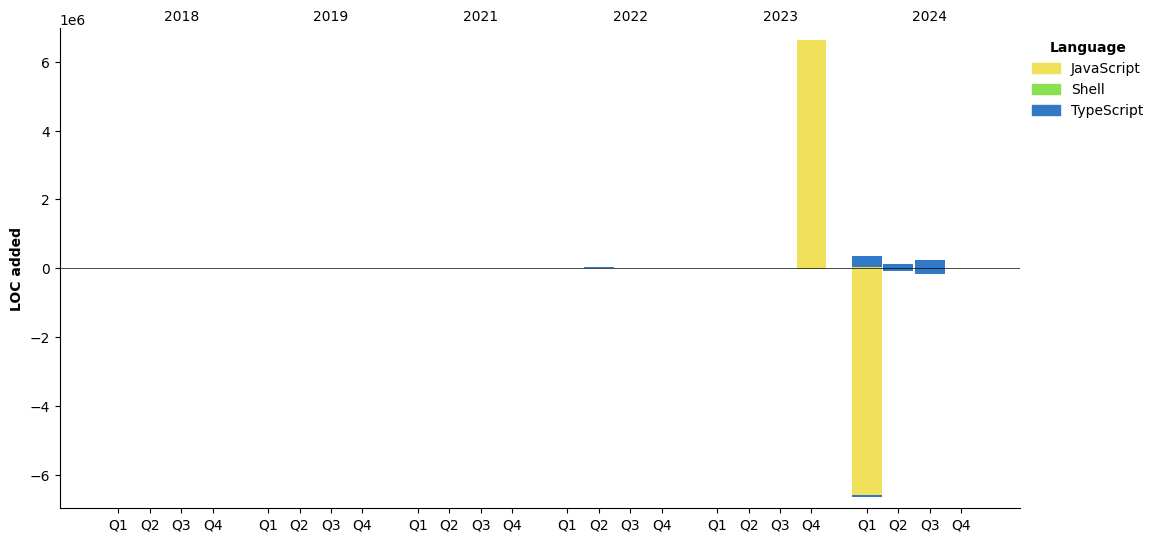 1e6
2018 2019 2021 2022 2023 2024
Language
JavaScript
Shell
TypeScript
LOC added
6
4
2
0
−2
−4
−6
Q1 Q2 Q3 Q4 Q1 Q2 Q3 Q4 Q1 Q2 Q3 Q4 Q1 Q2 Q3 Q4 Q1 Q2 Q3 Q4 Q1 Q2 Q3 Q4